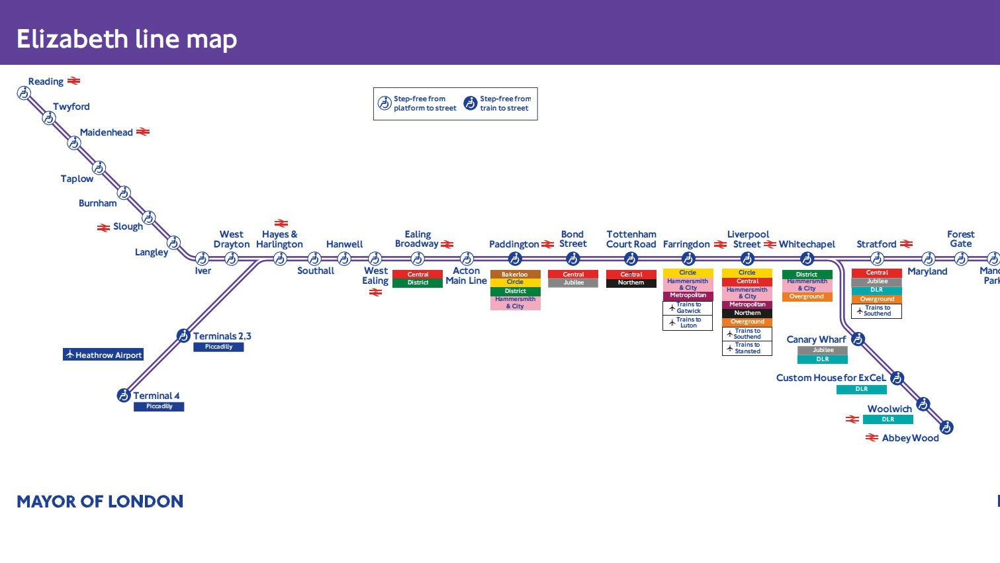 Elizabeth line map
Reading
Twyford
Maidenhead
Taplow
Burnham
Slough
Langley
Step-free from
platform to street
Step-free from
train to street
Iver
West
Drayton
Hayes &
Harlington
Southall
Hanwell
West
Ealing
Ealing
Broadway
Central
District
Acton
Main Line
Paddington
Bakerloo
Circle
District
Hammersmith
& City
Bond
Street
Central
Jubilee
Tottenham
Court Road
Central
Northern
Farringdon
Circle
Hammersmith
& City
Metropolitan
Trains to
Gatwick
Trains to
Luton
Liverpool
Street
Circle
Central
Hammersmith
& City
Metropolitan
Northern
Overground
Trains to
Southend
Trains to
Stansted
Whitechapel
District
Hammersmith
& City
Overground
Stratford
Central
Jubilee
DLR
Overground
Trains to
Southend
Maryland
Forest
Gate
Mano
Park
Terminals 2,3
Piccadilly
Heathrow Airport
Terminal 4
Piccadilly
Canary Wharf
Jubilee
DLR
Custom House for ExCeL
DLR
Woolwich
DLR
Abbey Wood
MAYOR OF LONDON